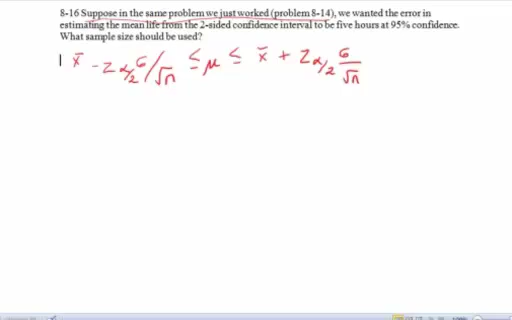 8-16 Suppose in the same problem we just worked (problem 8-14), we wanted the error in
estimating the mean life from the 2-sided confidence interval to be five hours at 95% confidence.
What sample size should be used?
x̄ - Zα/2 σ/√n ≤ μ ≤ x̄ + Zα/2 σ/√n